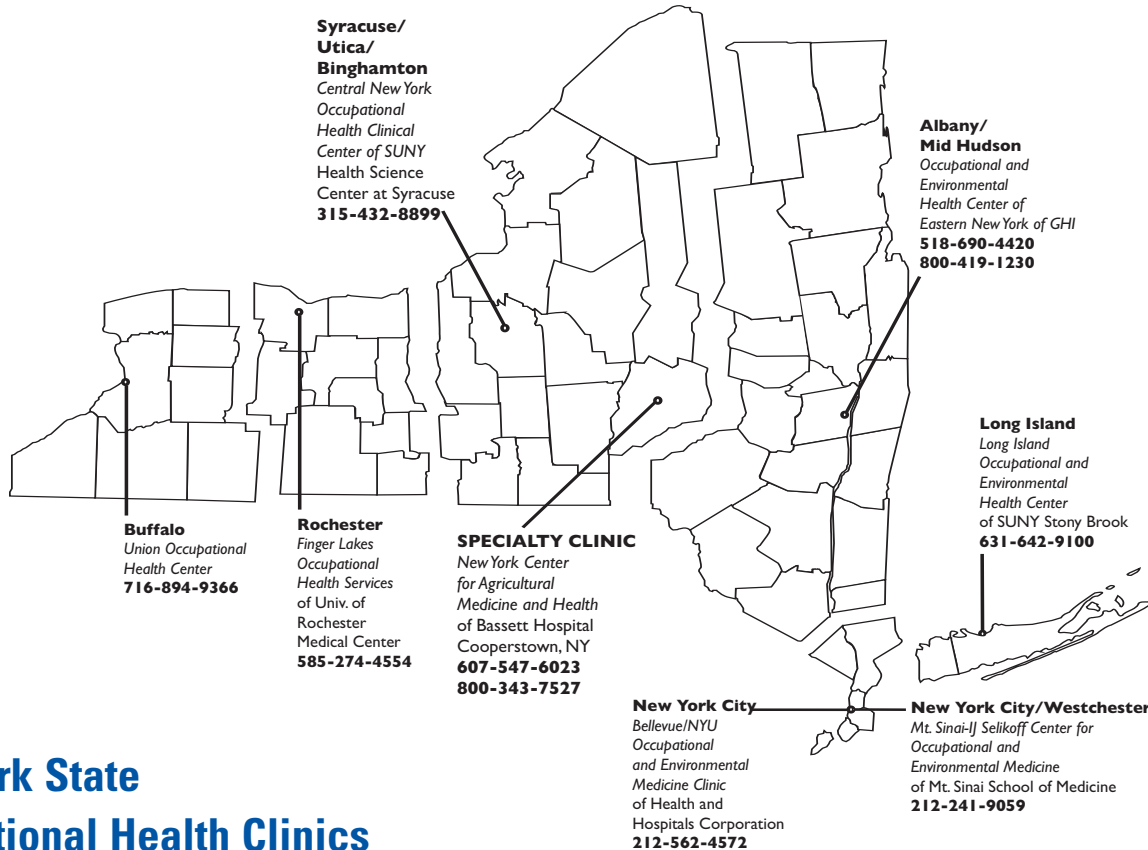 Syracuse/
Utica/
Binghamton
Central New York
Occupational
Health Clinical
Center of SUNY
Health Science
Center at Syracuse
315-432-8899
Albany/
Mid Hudson
Occupational and
Environmental
Health Center of
Eastern New York of GHI
518-690-4420
800-419-1230
Long Island
Long Island
Occupational and
Environmental
Health Center
of SUNY Stony Brook
631-642-9100
Buffalo
Union Occupational
Health Center
716-894-9366
Rochester
Finger Lakes
Occupational
Health Services
of Univ. of
Rochester
Medical Center
585-274-4554
SPECIALTY CLINIC
New York Center
for Agricultural
Medicine and Health
of Bassett Hospital
Cooperstown, NY
607-547-6023
800-343-7527
New York City
Bellevue/NYU
Occupational
and Environmental
Medicine Clinic
of Health and
Hospitals Corporation
212-562-4572
New York City/Westchester
Mt. Sinai-IJ Selikoff Center for
Occupational and
Environmental Medicine
of Mt. Sinai School of Medicine
212-241-9059
rk State
tional Health Clinics